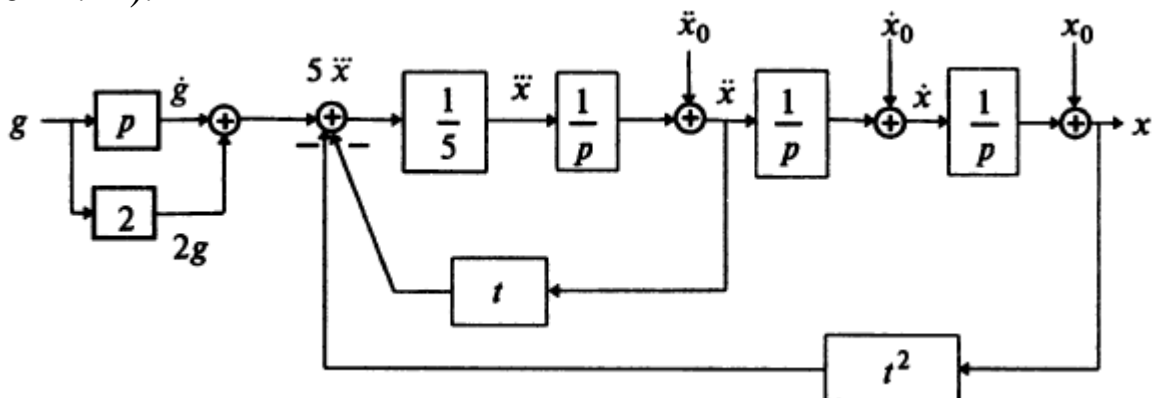 ẍ₀
ẋ₀
x₀
g
p
ġ
5 x⃛
1/5
x⃛
1/p
ẍ
1/p
ẋ
1/p
x
− −
2
2g
t
t²